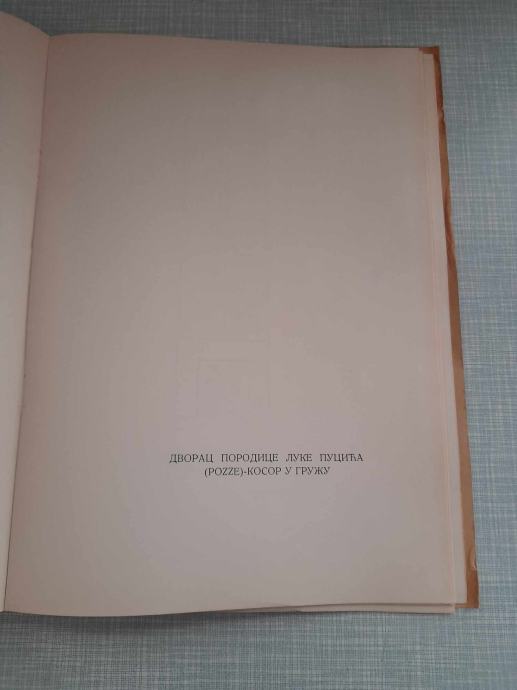 ДВОРАЦ ПОРОДИЦЕ ЛУКЕ ПУЦИЋА
(POZZE)-КОСОР У ГРУЖУ